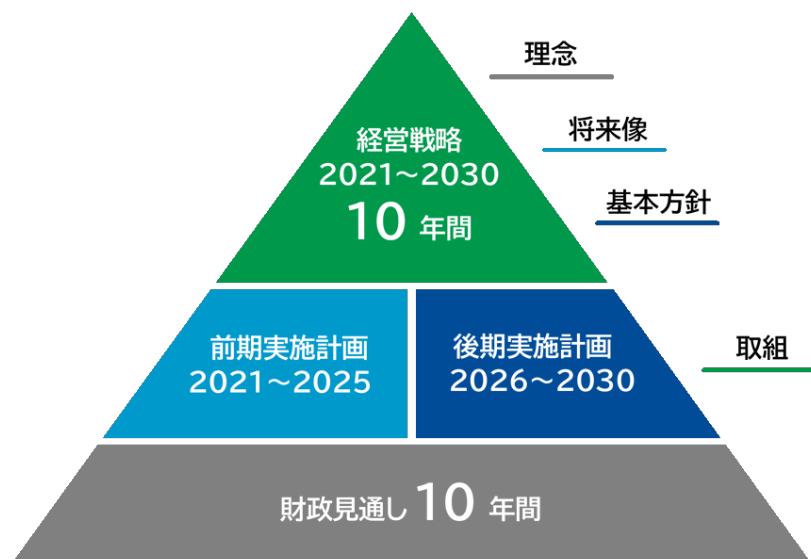 理念
将来像
経営戦略
2021～2030
10 年間
基本方針
前期実施計画
2021～2025
後期実施計画
2026～2030
取組
財政見通し 10 年間